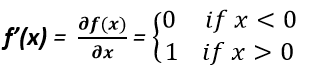 f'(x) = ∂f(x)/∂x = {0 if x < 0
1 if x > 0